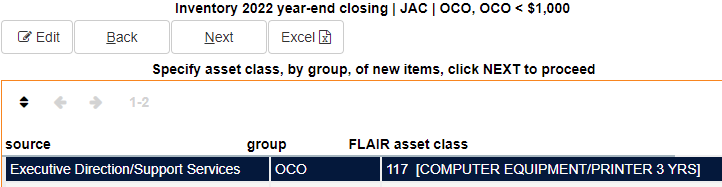 Inventory 2022 year-end closing | JAC | OCO, OCO < $1,000
Edit Back Next Excel
Specify asset class, by group, of new items, click NEXT to proceed
1-2
source group FLAIR asset class
Executive Direction/Support Services OCO 117 [COMPUTER EQUIPMENT/PRINTER 3 YRS]